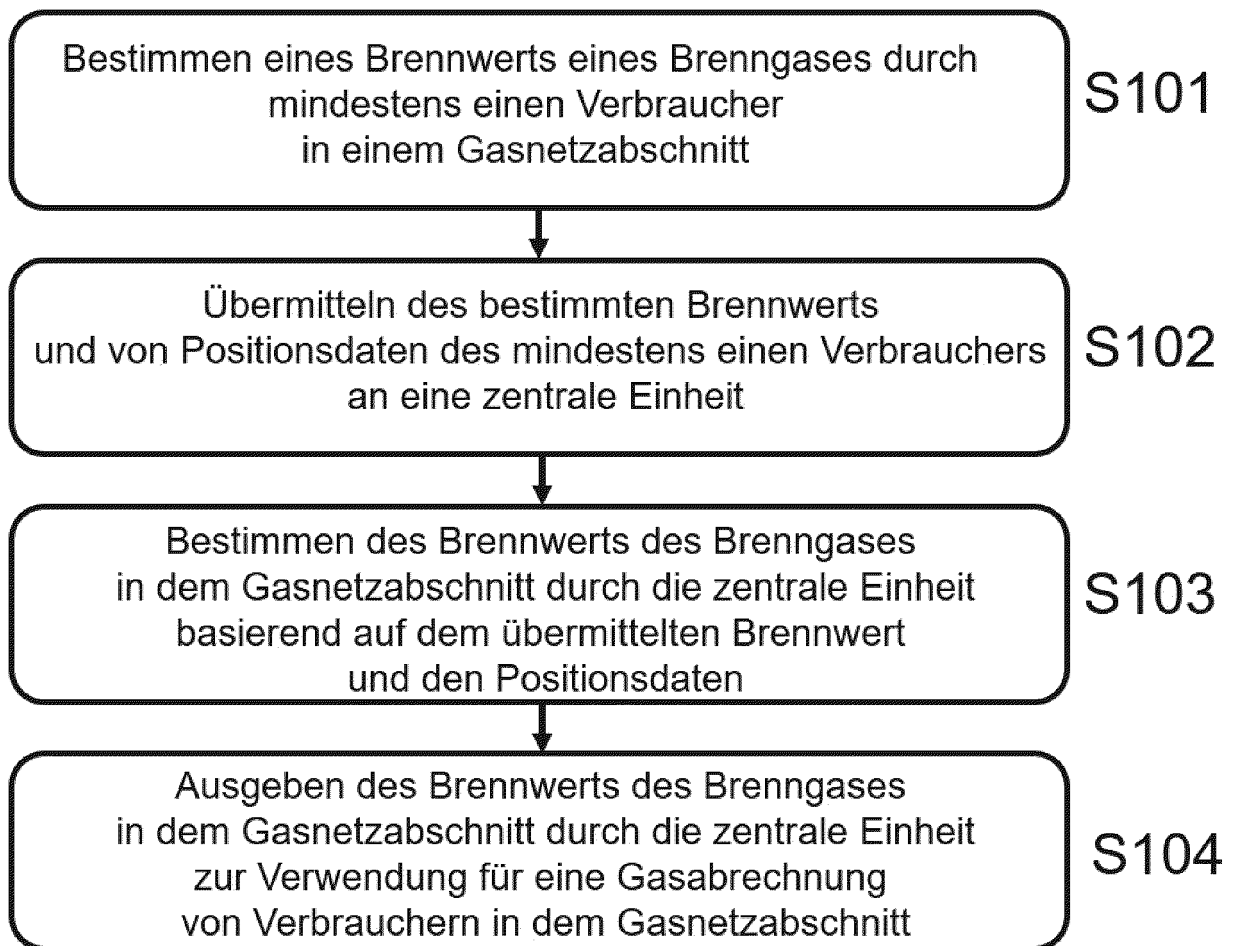 Bestimmen eines Brennwerts eines Brenngases durch
mindestens einen Verbraucher
in einem Gasnetzabschnitt
S101
Übermitteln des bestimmten Brennwerts
und von Positionsdaten des mindestens einen Verbrauchers
an eine zentrale Einheit
S102
Bestimmen des Brennwerts des Brenngases
in dem Gasnetzabschnitt durch die zentrale Einheit
basierend auf dem übermittelten Brennwert
und den Positionsdaten
S103
Ausgeben des Brennwerts des Brenngases
in dem Gasnetzabschnitt durch die zentrale Einheit
zur Verwendung für eine Gasabrechnung
von Verbrauchern in dem Gasnetzabschnitt
S104